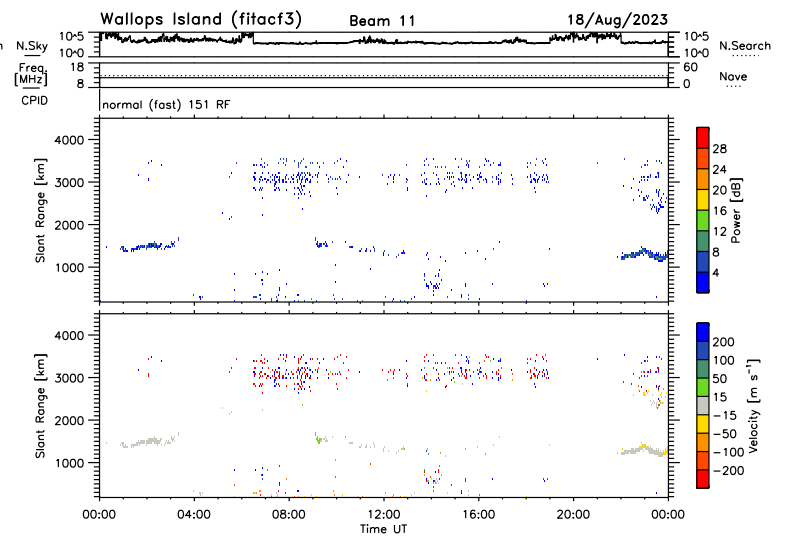 Wallops Island (fitacf3) Beam 11 18/Aug/2023
n N.Sky 10^5 10^0 10^5 10^0 N.Search
Freq. [MHz] 18 8 60 0 Nave
CPID normal (fast) 151 RF
Slant Range [km]
4000
3000
2000
1000
Power [dB]
28
24
20
16
12
8
4
Slant Range [km]
4000
3000
2000
1000
Velocity [m s⁻¹]
200
100
50
15
−15
−50
−100
−200
00:00 04:00 08:00 12:00 16:00 20:00 00:00
Time UT